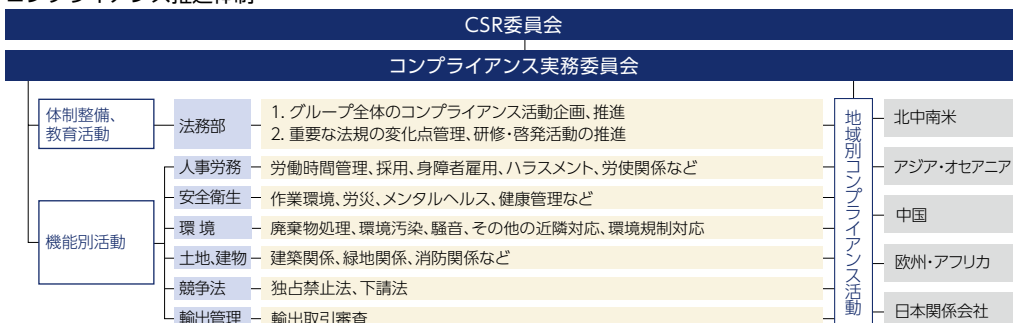 コンプライアンス推進体制
CSR委員会
コンプライアンス実務委員会
体制整備、
教育活動
法務部
1. グループ全体のコンプライアンス活動企画、推進
2. 重要な法規の変化点管理、研修・啓発活動の推進
機能別活動
人事労務
労働時間管理、採用、身障者雇用、ハラスメント、労使関係など
安全衛生
作業環境、労災、メンタルヘルス、健康管理など
環 境
廃棄物処理、環境汚染、騒音、その他の近隣対応、環境規制対応
土地、建物
建築関係、緑地関係、消防関係など
競争法
独占禁止法、下請法
輸出管理
輸出取引審査
地域別コンプライアンス活動
北中南米
アジア・オセアニア
中国
欧州・アフリカ
日本関係会社